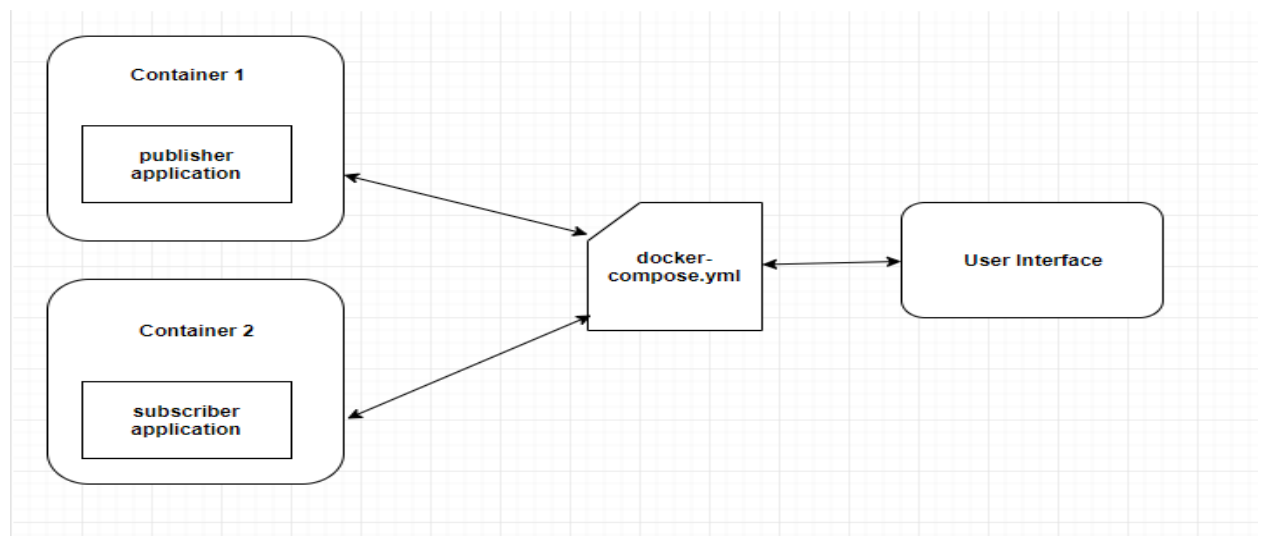 Container 1
publisher
application
docker-
compose.yml
User Interface
Container 2
subscriber
application